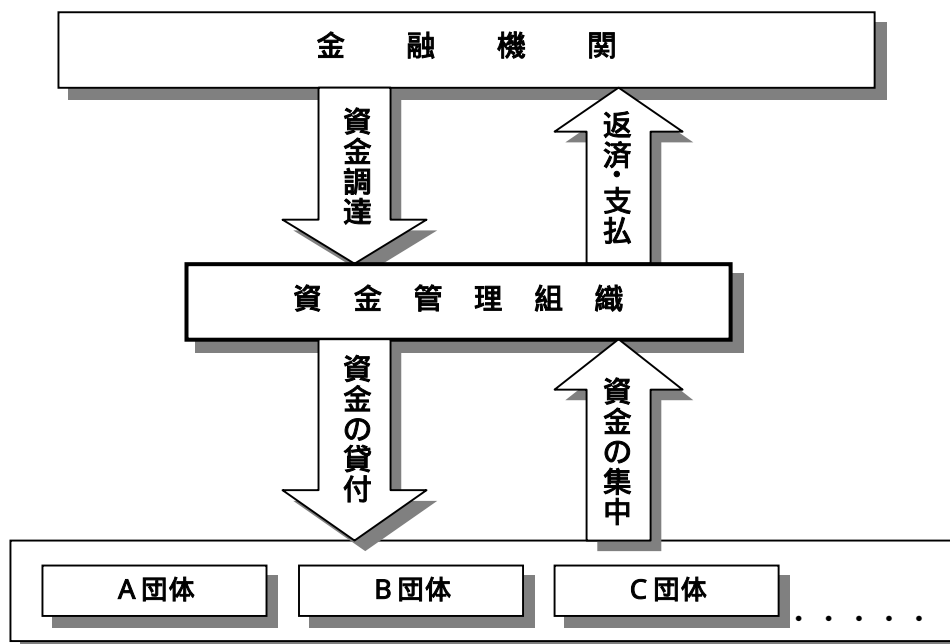 金融機関
資金調達
返済・支払
資金管理組織
資金の貸付
資金の集中
A団体
B団体
C団体
・・・・・